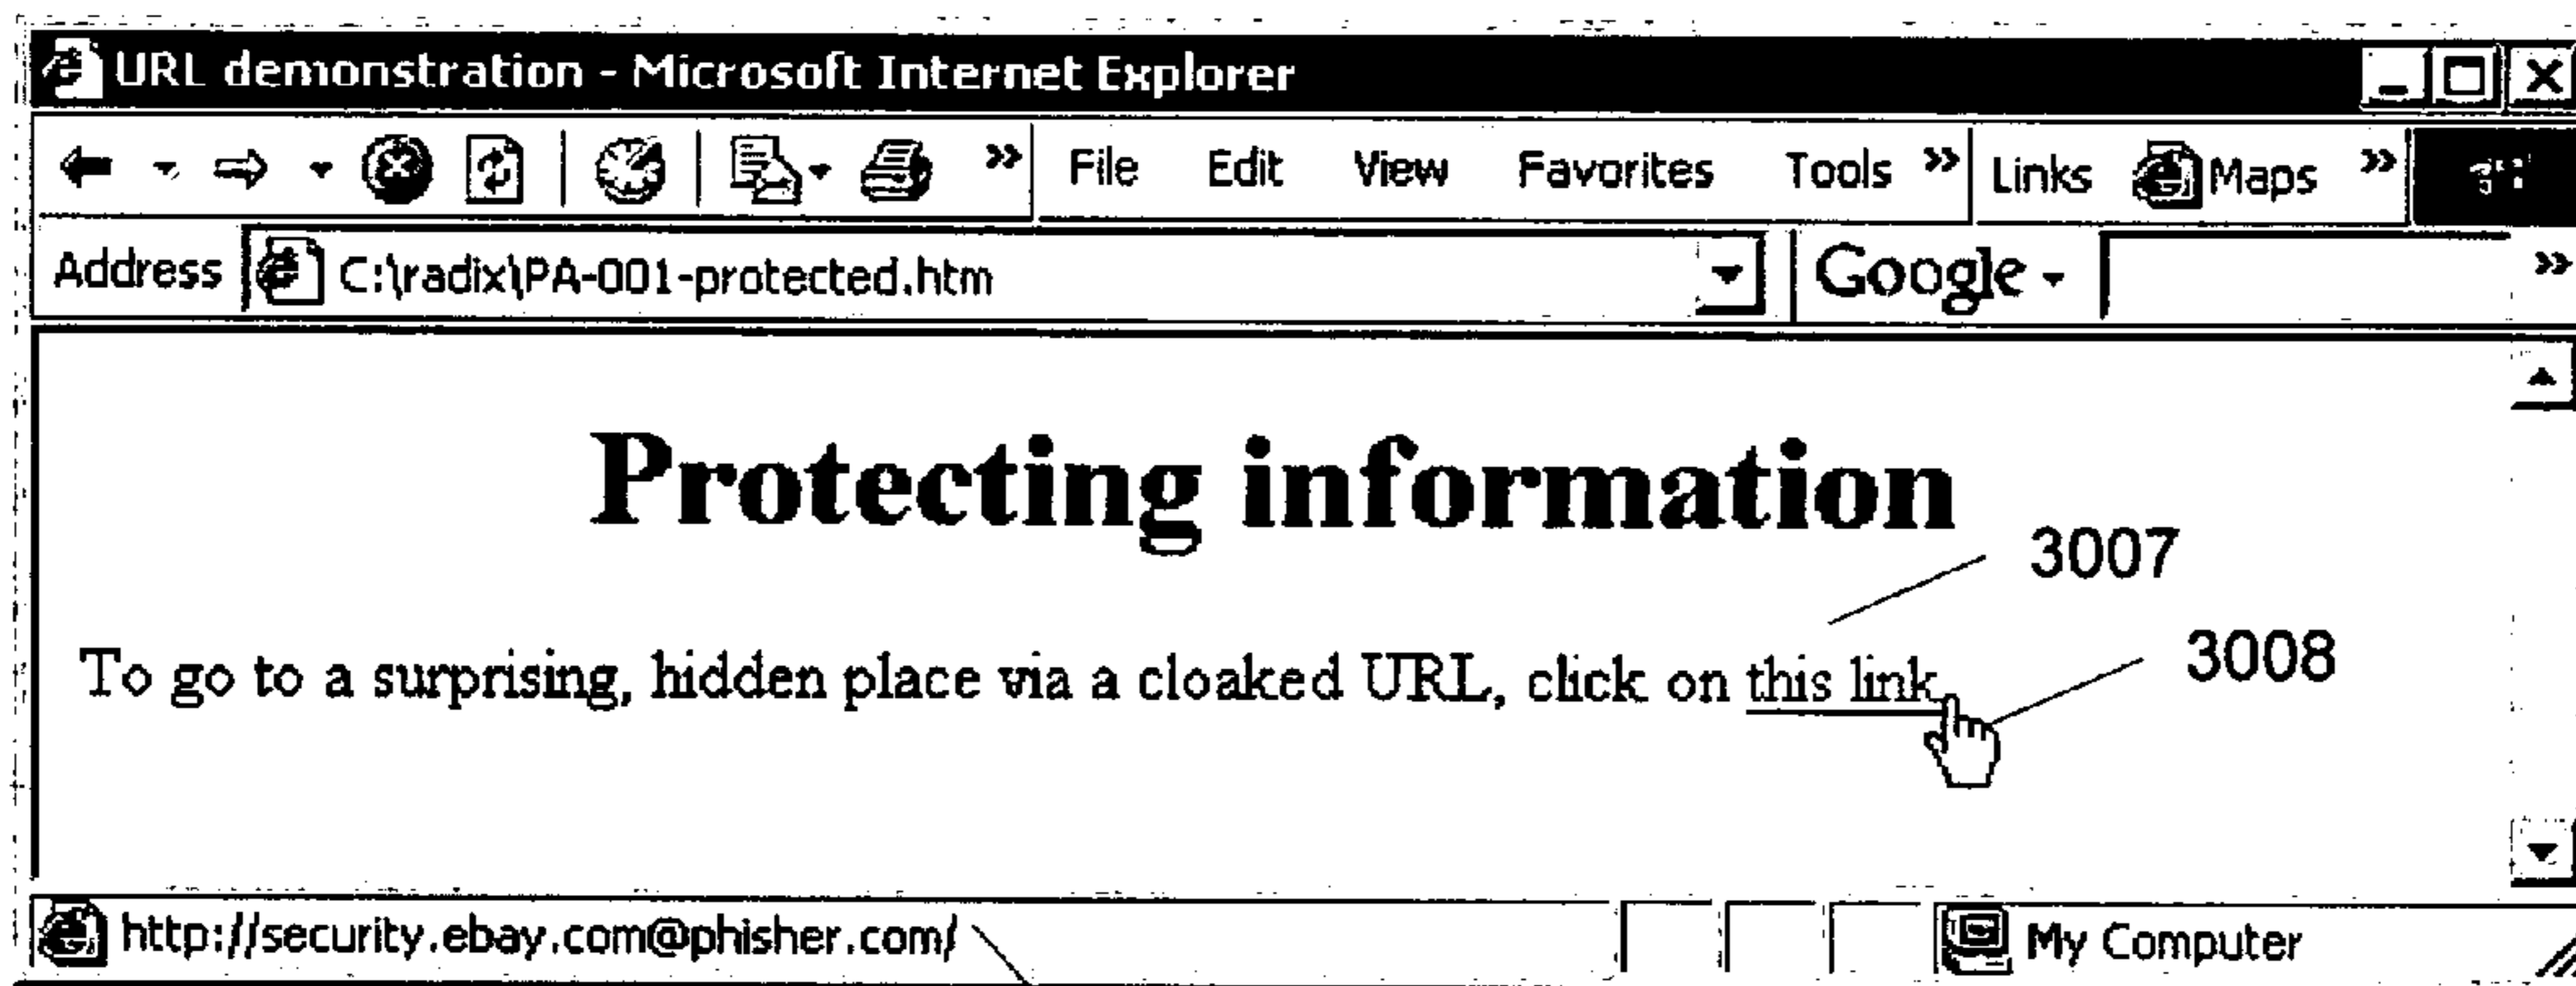 URL demonstration - Microsoft Internet Explorer
File Edit View Favorites Tools » Links Maps »
Address C:\radix\PA-001-protected.htm Google »
Protecting information
3007
To go to a surprising, hidden place via a cloaked URL, click on this link.
3008
http://security.ebay.com@phisher.com/ My Computer